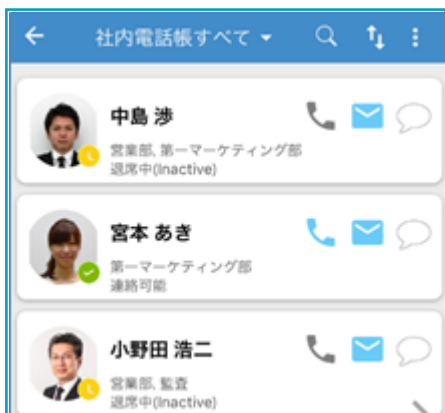 社内電話帳すべて
中島 渉
営業部, 第一マーケティング部
退席中(Inactive)
宮本 あき
第一マーケティング部
連絡可能
小野田 浩二
営業部, 監査
退席中(Inactive)